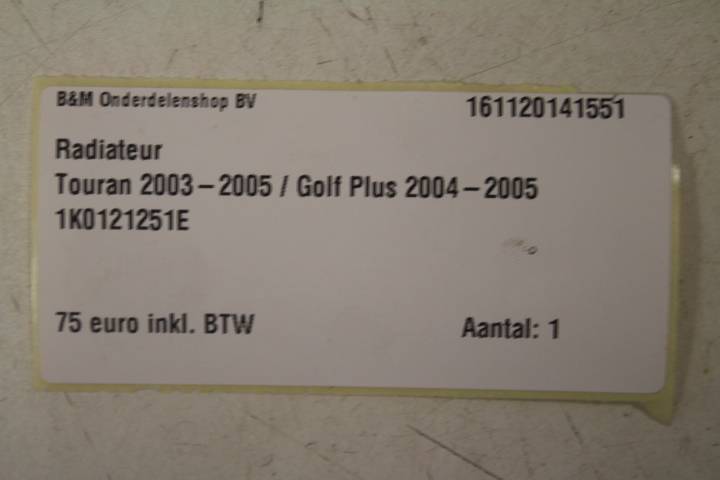 B&M Onderdelenshop BV 161120141551
Radiateur
Touran 2003–2005 / Golf Plus 2004–2005
1K0121251E
75 euro inkl. BTW Aantal: 1